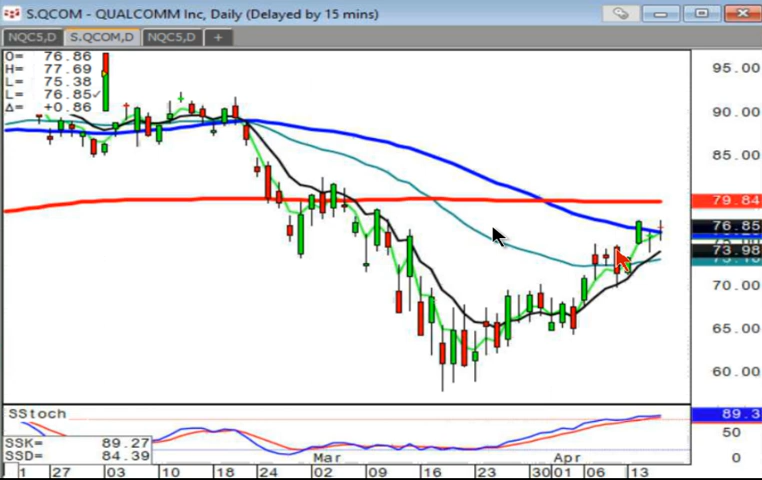 S.QCOM - QUALCOMM Inc, Daily (Delayed by 15 mins)
NQC5,D S.QCOM,D NQC5,D +
O= 76.86
H= 77.69
L= 75.38
L= 76.85✓
Δ= +0.86
95.00
90.00
85.00
79.84
76.85
73.98
70.00
65.00
60.00
SStoch
SSK= 89.27
SSD= 84.39
89.3
50
0
Mar Apr
1 27 03 10 18 24 02 09 16 23 30 01 06 13